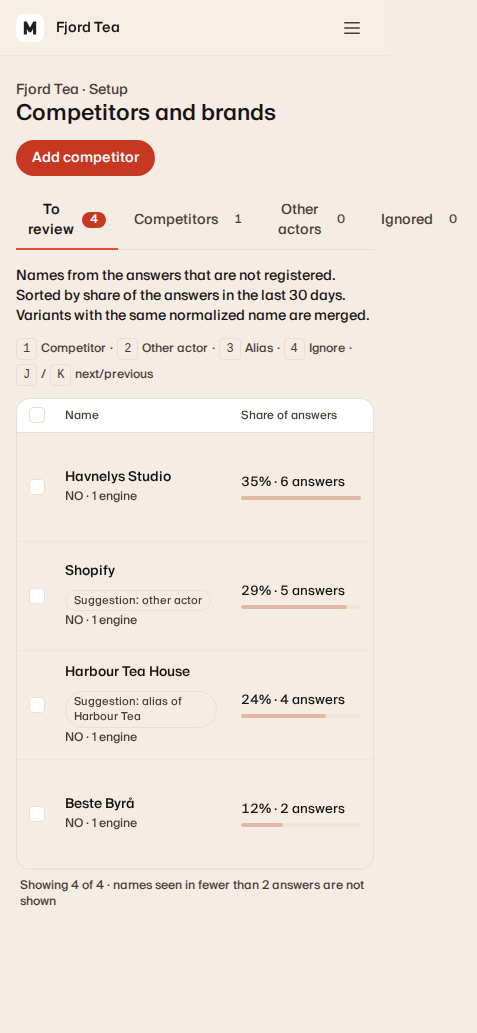 M Fjord Tea
Fjord Tea · Setup
Competitors and brands
Add competitor
To review 4 Competitors 1 Other actors 0 Ignored 0
Names from the answers that are not registered.
Sorted by share of the answers in the last 30 days.
Variants with the same normalized name are merged.
1 Competitor · 2 Other actor · 3 Alias · 4 Ignore ·
J / K next/previous
Name Share of answers
Havnelys Studio
NO · 1 engine
35% · 6 answers
Shopify
Suggestion: other actor
NO · 1 engine
29% · 5 answers
Harbour Tea House
Suggestion: alias of
Harbour Tea
NO · 1 engine
24% · 4 answers
Beste Byrå
NO · 1 engine
12% · 2 answers
Showing 4 of 4 · names seen in fewer than 2 answers are not
shown